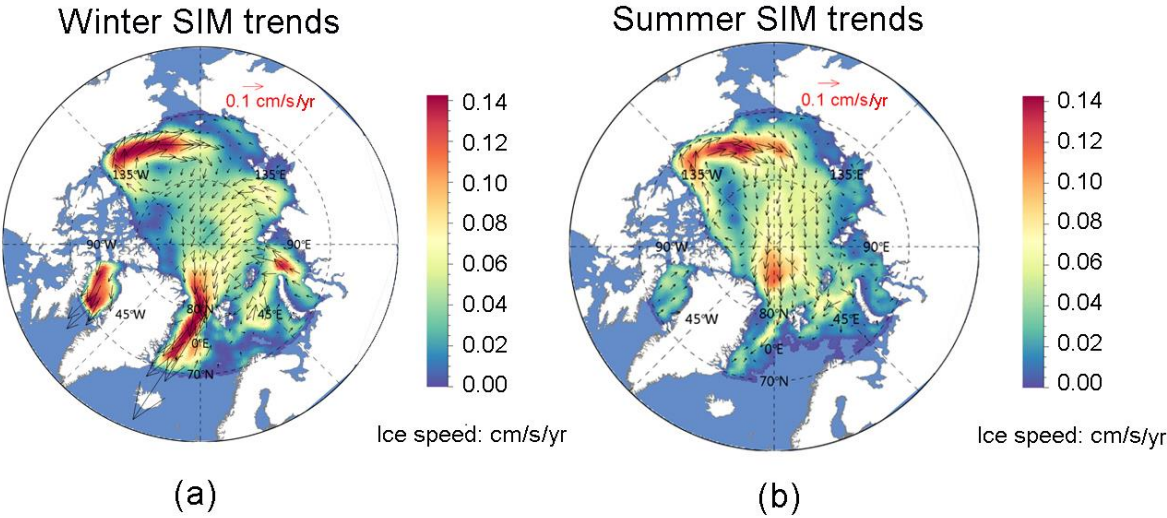 Winter SIM trends
0.1 cm/s/yr
135°W
135°E
90°W
90°E
45°W
80°N
45°E
0°E
70°N
0.14
0.12
0.10
0.08
0.06
0.04
0.02
0.00
Ice speed: cm/s/yr
(a)
Summer SIM trends
0.1 cm/s/yr
135°W
135°E
90°W
90°E
45°W
80°N
45°E
0°E
70°N
0.14
0.12
0.10
0.08
0.06
0.04
0.02
0.00
Ice speed: cm/s/yr
(b)